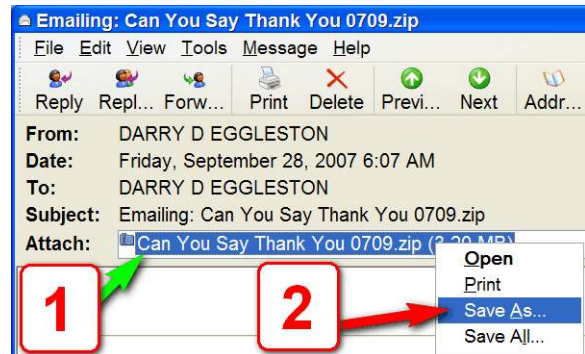 Emailing: Can You Say Thank You 0709.zip
File Edit View Tools Message Help
Reply Repl... Forw... Print Delete Previ... Next Addr...
From: DARRY D EGGLESTON
Date: Friday, September 28, 2007 6:07 AM
To: DARRY D EGGLESTON
Subject: Emailing: Can You Say Thank You 0709.zip
Attach: Can You Say Thank You 0709.zip (3.20 MB)
Open
Print
1
2
Save As...
Save All...